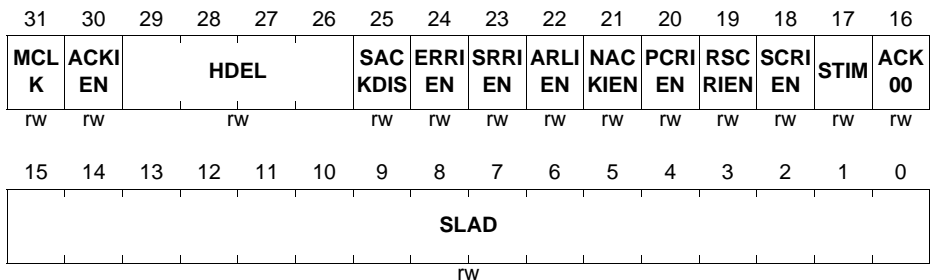 31 30 29 28 27 26 25 24 23 22 21 20 19 18 17 16
MCL ACKI HDEL SAC ERRI SRRI ARLI NAC PCRI RSC SCRI STIM ACK
K EN KDIS EN EN EN KIEN EN RIEN EN 00
rw rw rw rw rw rw rw rw rw rw rw rw rw
15 14 13 12 11 10 9 8 7 6 5 4 3 2 1 0
SLAD
rw